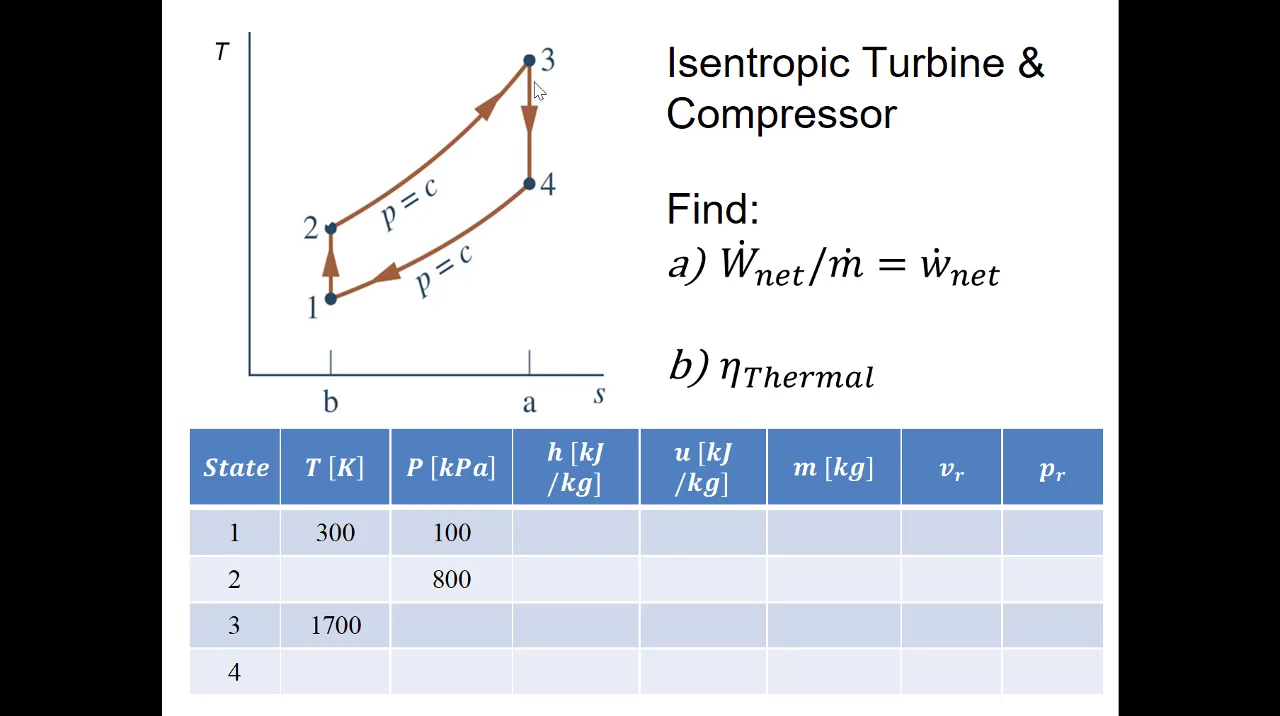 T
3
4
2
1
p = c
p = c
b
a
s
Isentropic Turbine &
Compressor
Find:
a) Ẇnet/ṁ = ẇnet
b) ηThermal
State T [K] P [kPa] h [kJ/kg] u [kJ/kg] m [kg] vr pr
1 300 100
2 800
3 1700
4